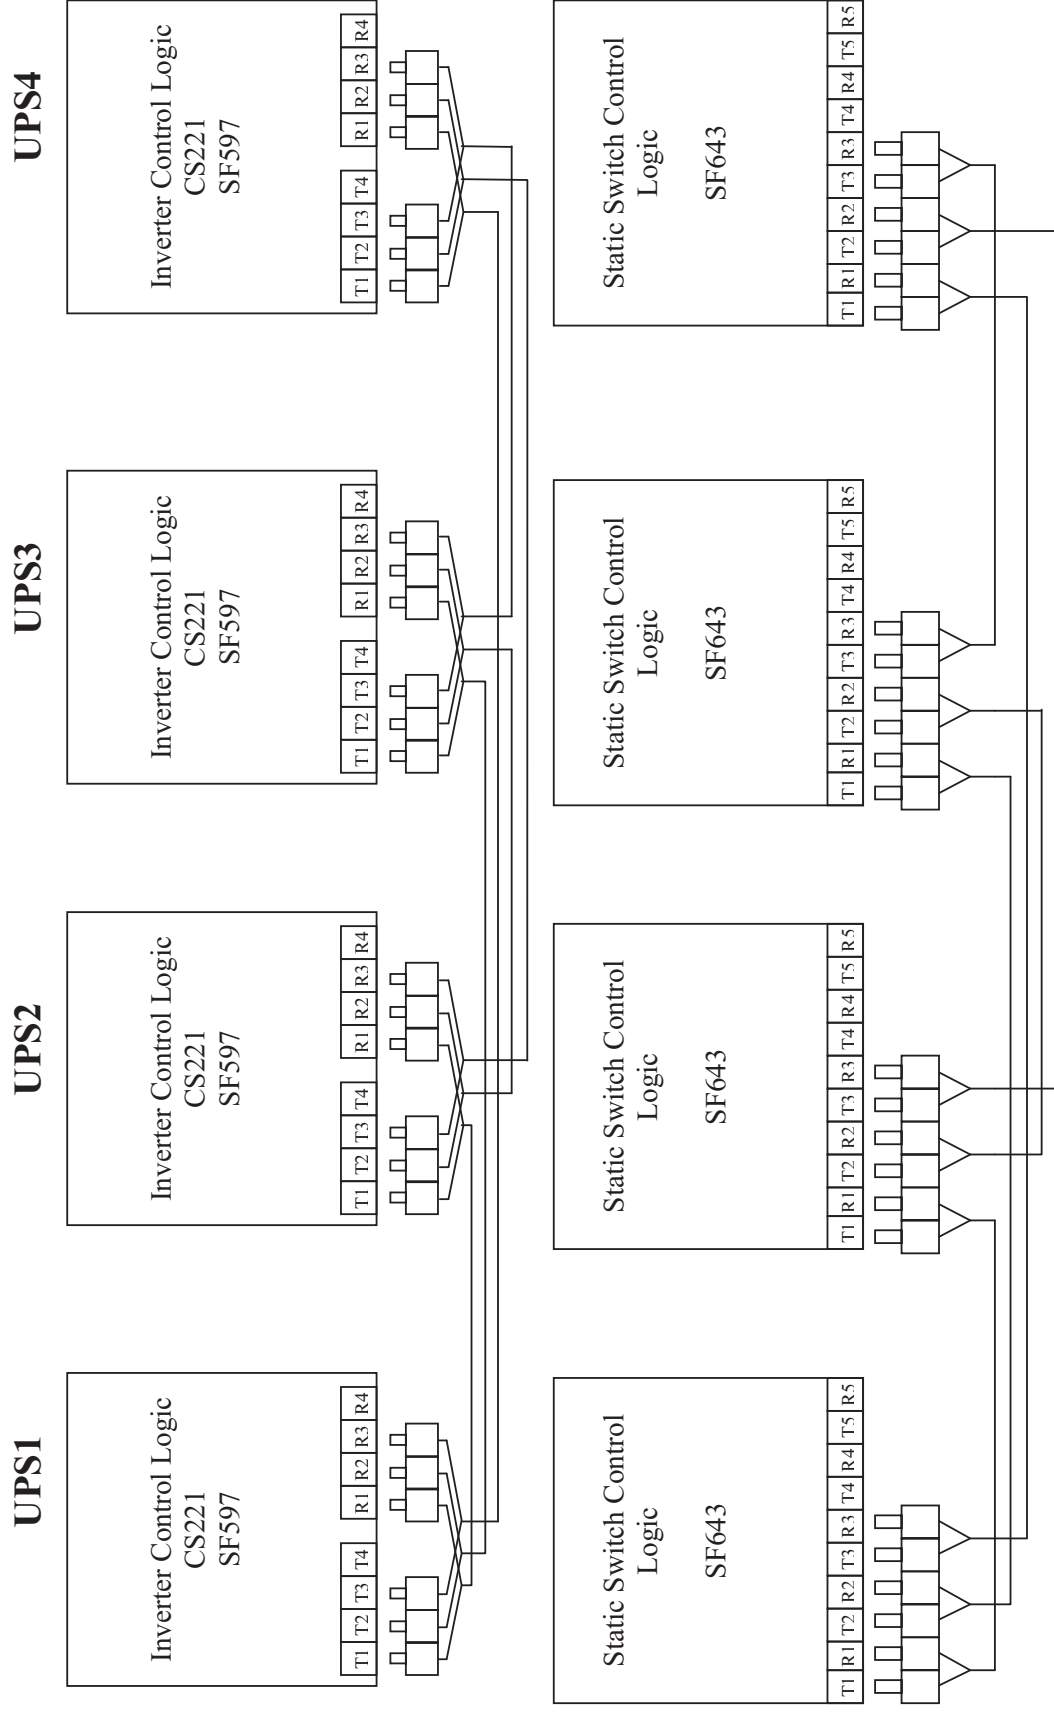 UPS1
UPS2
UPS3
UPS4
Inverter Control Logic
CS221
SF597
T1 T2 T3 T4 R1 R2 R3 R4
Inverter Control Logic
CS221
SF597
T1 T2 T3 T4 R1 R2 R3 R4
Inverter Control Logic
CS221
SF597
T1 T2 T3 T4 R1 R2 R3 R4
Inverter Control Logic
CS221
SF597
T1 T2 T3 T4 R1 R2 R3 R4
Static Switch Control
Logic
SF643
T1 R1 T2 R2 T3 R3 T4 R4 T5 R5
Static Switch Control
Logic
SF643
T1 R1 T2 R2 T3 R3 T4 R4 T5 R5
Static Switch Control
Logic
SF643
T1 R1 T2 R2 T3 R3 T4 R4 T5 R5
Static Switch Control
Logic
SF643
T1 R1 T2 R2 T3 R3 T4 R4 T5 R5